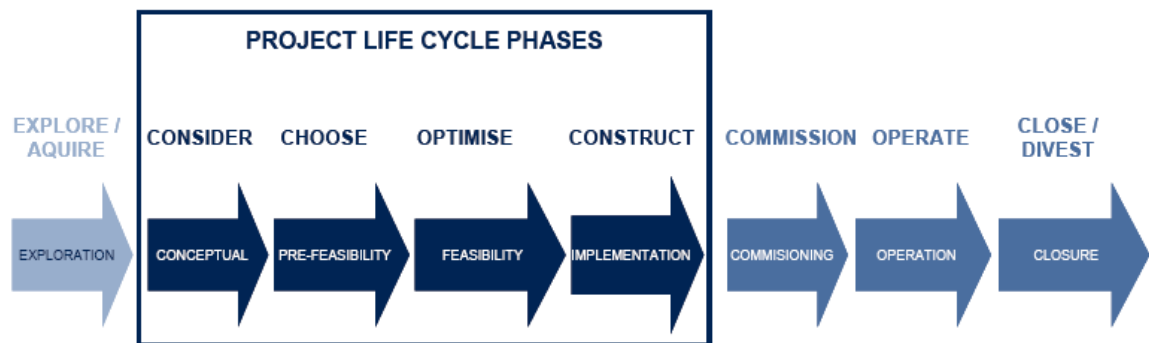 PROJECT LIFE CYCLE PHASES
EXPLORE /
AQUIRE
CONSIDER
CHOOSE
OPTIMISE
CONSTRUCT
COMMISSION
OPERATE
CLOSE /
DIVEST
EXPLORATION
CONCEPTUAL
PRE-FEASIBILITY
FEASIBILITY
IMPLEMENTATION
COMMISIONING
OPERATION
CLOSURE